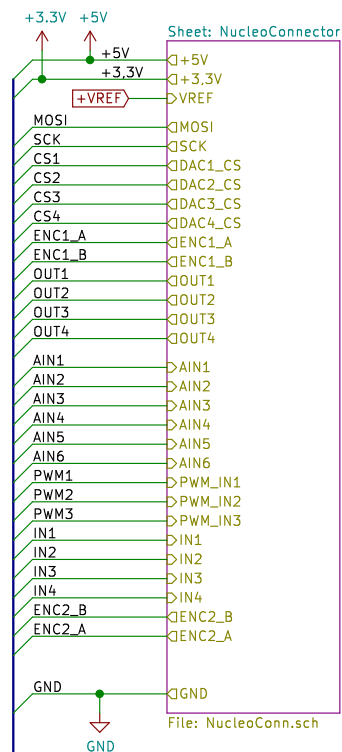 +3.3V +5V
Sheet: NucleoConnector
+5V +5V
+3,3V +3,3V
+VREF VREF
MOSI MOSI
SCK SCK
CS1 DAC1_CS
CS2 DAC2_CS
CS3 DAC3_CS
CS4 DAC4_CS
ENC1_A ENC1_A
ENC1_B ENC1_B
OUT1 OUT1
OUT2 OUT2
OUT3 OUT3
OUT4 OUT4
AIN1 AIN1
AIN2 AIN2
AIN3 AIN3
AIN4 AIN4
AIN5 AIN5
AIN6 AIN6
PWM1 PWM_IN1
PWM2 PWM_IN2
PWM3 PWM_IN3
IN1 IN1
IN2 IN2
IN3 IN3
IN4 IN4
ENC2_B ENC2_B
ENC2_A ENC2_A
GND GND
File: NucleoConn.sch
GND